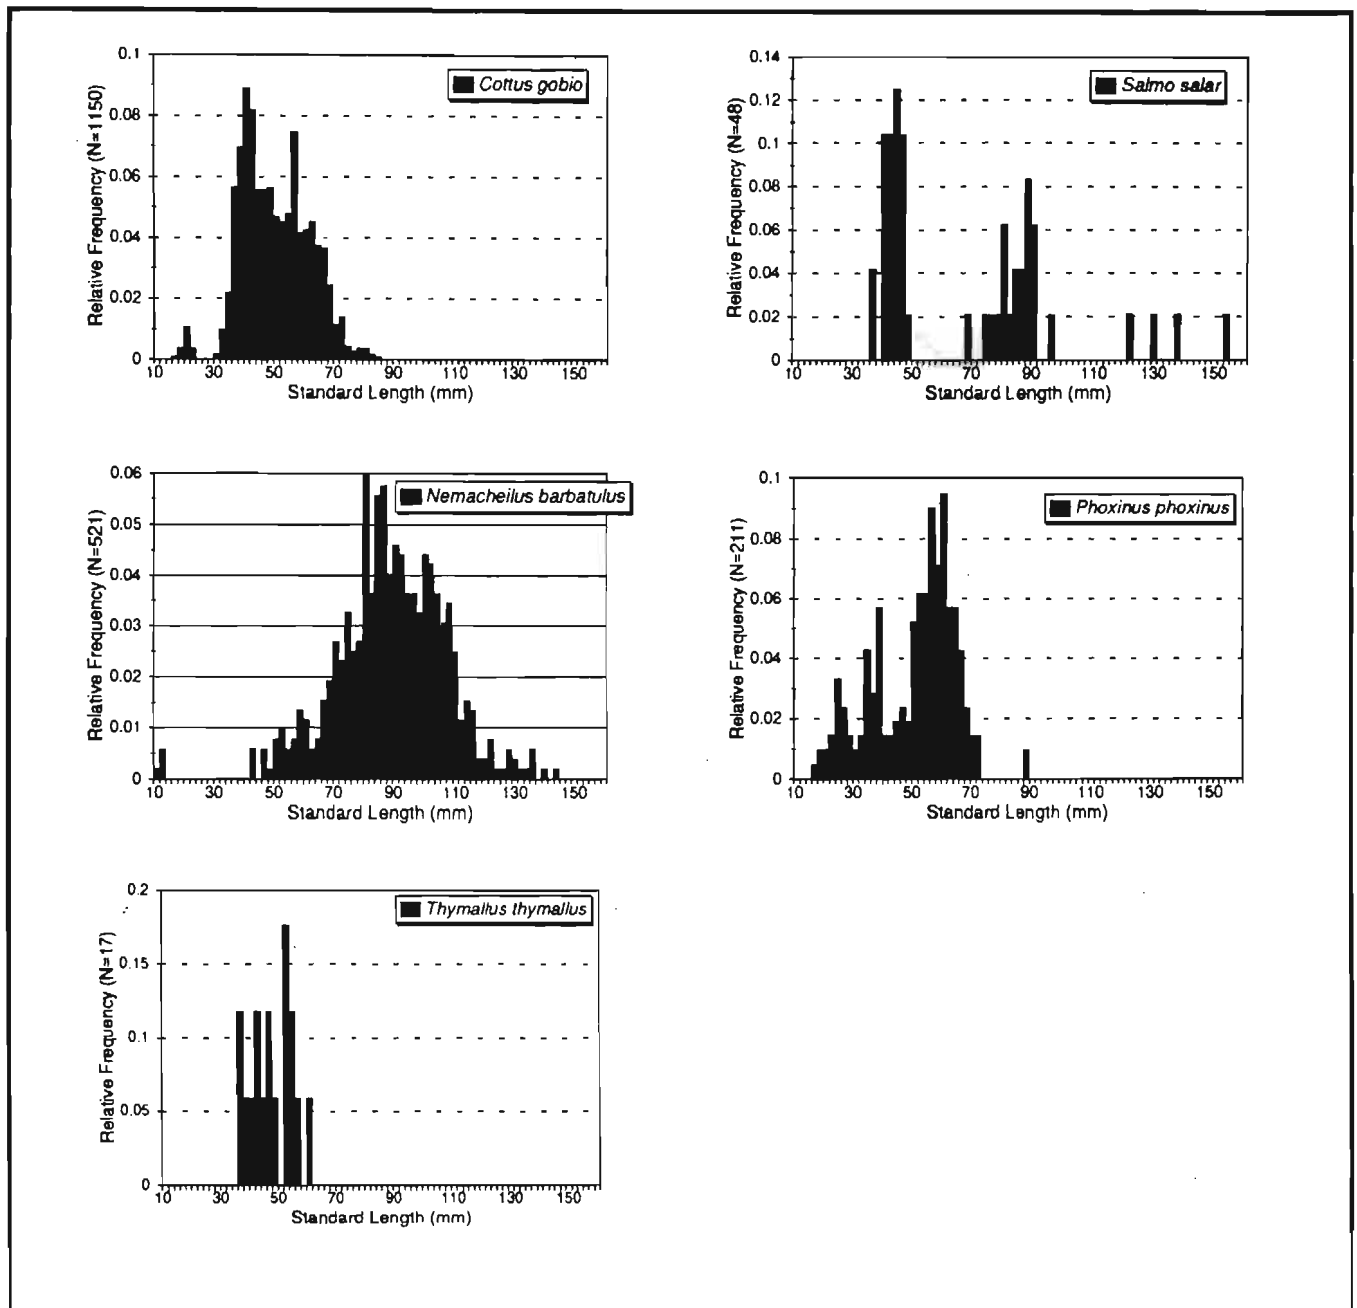 Cottus gobio
Relative Frequency (N=1150)
0.1
0.08
0.06
0.04
0.02
0
10 30 50 70 90 110 130 150
Standard Length (mm)
Salmo salar
Relative Frequency (N=48)
0.14
0.12
0.1
0.08
0.06
0.04
0.02
0
10 30 50 70 90 110 130 150
Standard Length (mm)
Nemacheilus barbatulus
Relative Frequency (N=521)
0.06
0.05
0.04
0.03
0.02
0.01
0
10 30 50 70 90 110 130 150
Standard Length (mm)
Phoxinus phoxinus
Relative Frequency (N=211)
0.1
0.08
0.06
0.04
0.02
0
10 30 50 70 90 110 130 150
Standard Length (mm)
Thymallus thymallus
Relative Frequency (N=17)
0.2
0.15
0.1
0.05
0
10 30 50 70 90 110 130 150
Standard Length (mm)